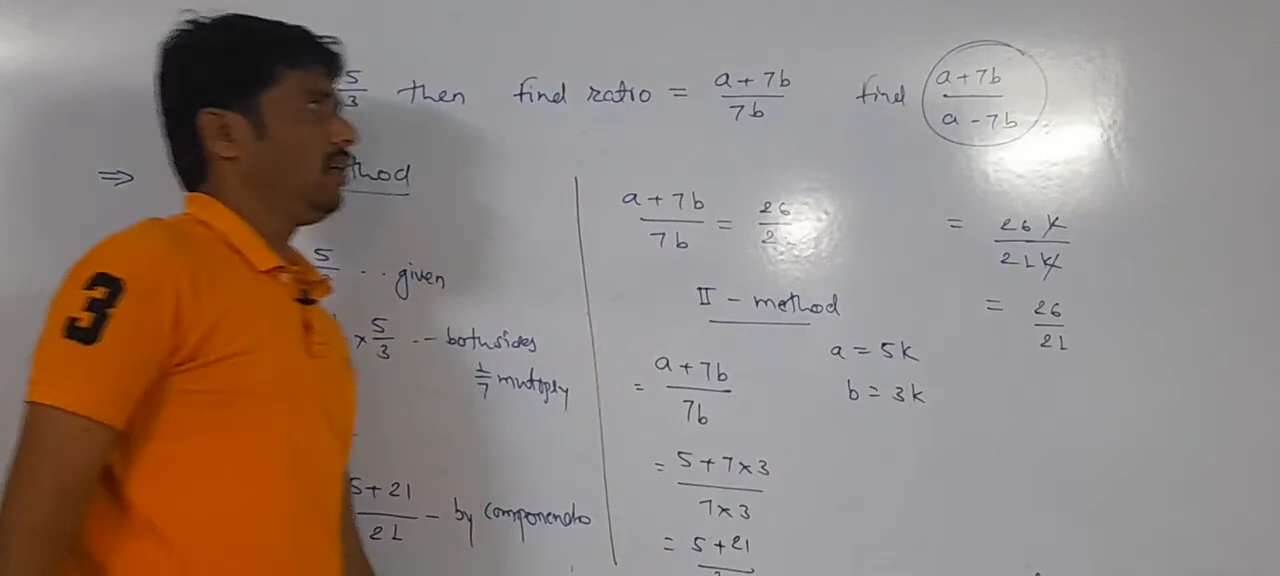 5/3 then find ratio = (a + 7b)/(7b) find (a + 7b)/(a - 7b)
⇒ thod
5/ .. given
× 5/3 -- bothsides
1/7 multiply
(5 + 21)/21 - by componendo
(a + 7b)/(7b) = 26/2
II - method
= (a + 7b)/(7b)
a = 5k
b = 3k
= (5 + 7 × 3)/(7 × 3)
= 5 + 21
= 26k/21k
= 26/21
3